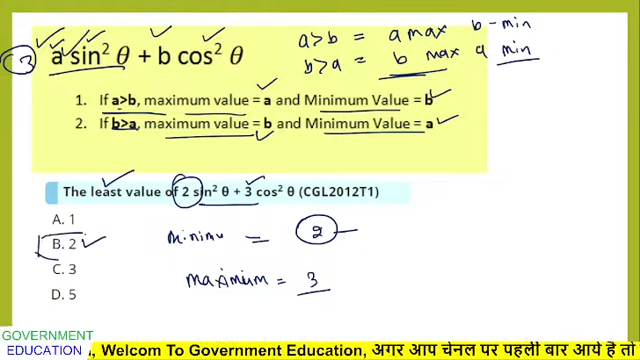 3 a sin² θ + b cos² θ
a>b = a max b - min
b>a = b max a min
1. If a>b, maximum value = a and Minimum Value = b
2. If b>a, maximum value = b and Minimum Value = a
The least value of 2 sin² θ + 3 cos² θ (CGL2012T1)
A. 1
B. 2
C. 3
D. 5
minimu = 2
maximum = 3
GOVERNMENT
EDUCATION
, Welcom To Government Education, अगर आप चेनल पर पहली बार आये है तो